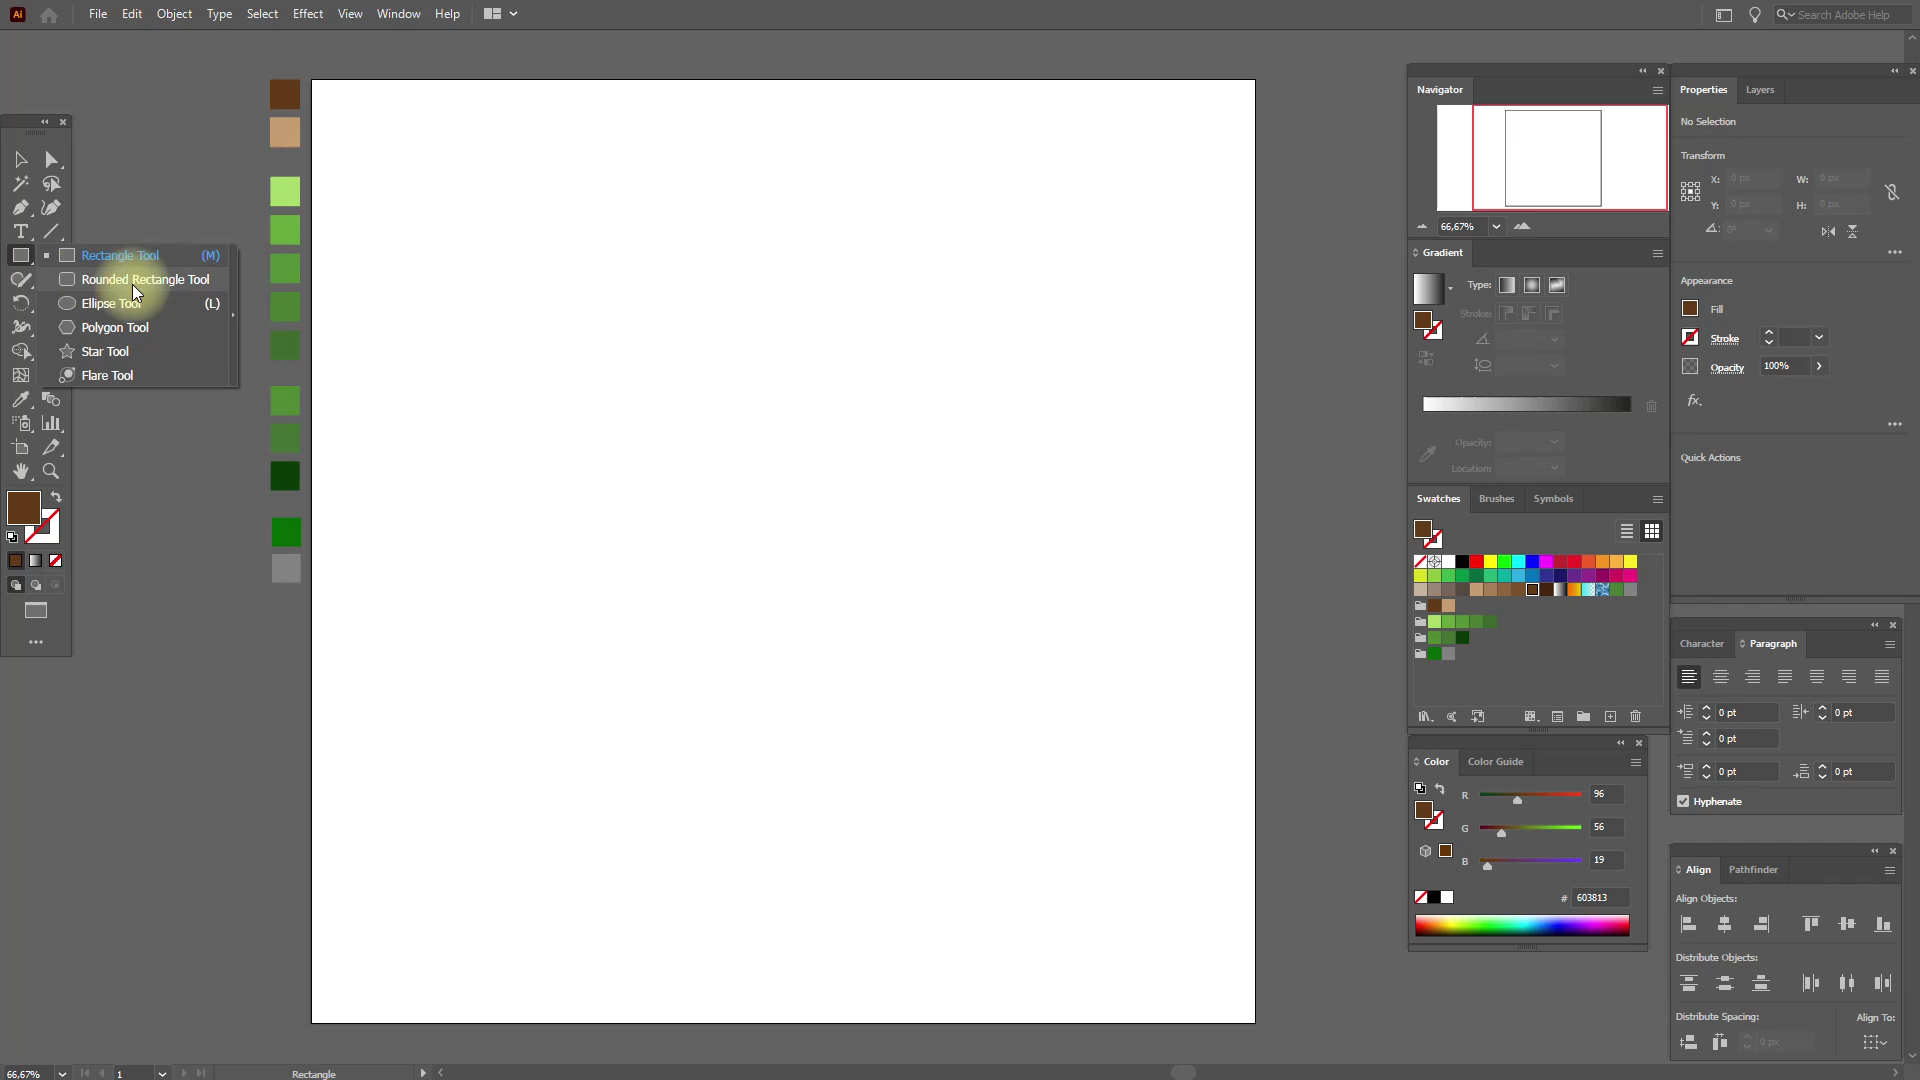 Ai File Edit Object Type Select Effect View Window Help Search Adobe Help
Rectangle Tool (M)
Rounded Rectangle Tool
Ellipse Tool (L)
Polygon Tool
Star Tool
Flare Tool
Navigator
66,67%
Gradient
Type:
Stroke:
Opacity:
Location:
Swatches Brushes Symbols
Color Color Guide
R 96
G 56
B 19
# 603813
Properties Layers
No Selection
Transform
X: 0 px W: 0 px
Y: 0 px H: 0 px
0°
Appearance
Fill
Stroke
Opacity 100%
fx.
Quick Actions
Character Paragraph
0 pt 0 pt
0 pt
0 pt 0 pt
Hyphenate
Align Pathfinder
Align Objects:
Distribute Objects:
Distribute Spacing: Align To:
0 px
66,67% 1 Rectangle